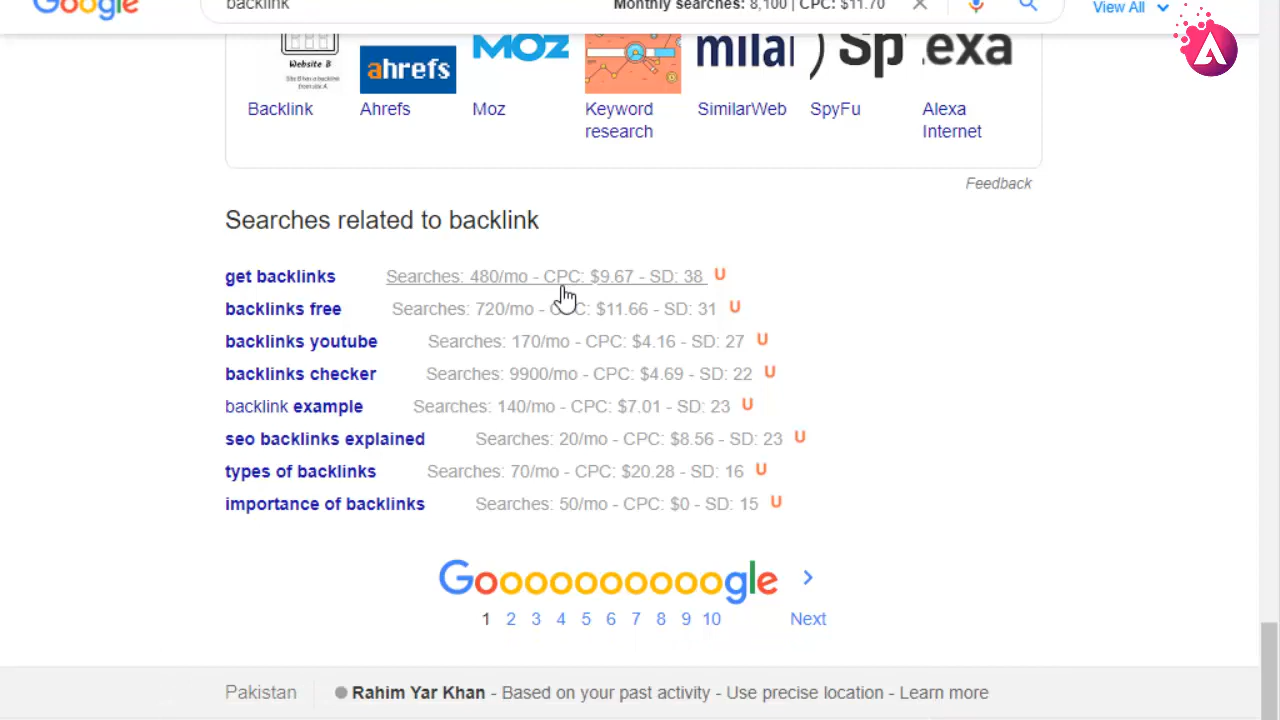 Google backlink Monthly searches: 8,100 | CPC: $11.70 View All
A
Website B
ahrefs MOZ Sp lexa
Backlink Ahrefs Moz Keyword research SimilarWeb SpyFu Alexa Internet
Feedback
Searches related to backlink
get backlinks Searches: 480/mo - CPC: $9.67 - SD: 38 U
backlinks free Searches: 720/mo - CPC: $11.66 - SD: 31 U
backlinks youtube Searches: 170/mo - CPC: $4.16 - SD: 27 U
backlinks checker Searches: 9900/mo - CPC: $4.69 - SD: 22 U
backlink example Searches: 140/mo - CPC: $7.01 - SD: 23 U
seo backlinks explained Searches: 20/mo - CPC: $8.56 - SD: 23 U
types of backlinks Searches: 70/mo - CPC: $20.28 - SD: 16 U
importance of backlinks Searches: 50/mo - CPC: $0 - SD: 15 U
Goooooooooogle
1 2 3 4 5 6 7 8 9 10 Next
Pakistan Rahim Yar Khan - Based on your past activity - Use precise location - Learn more